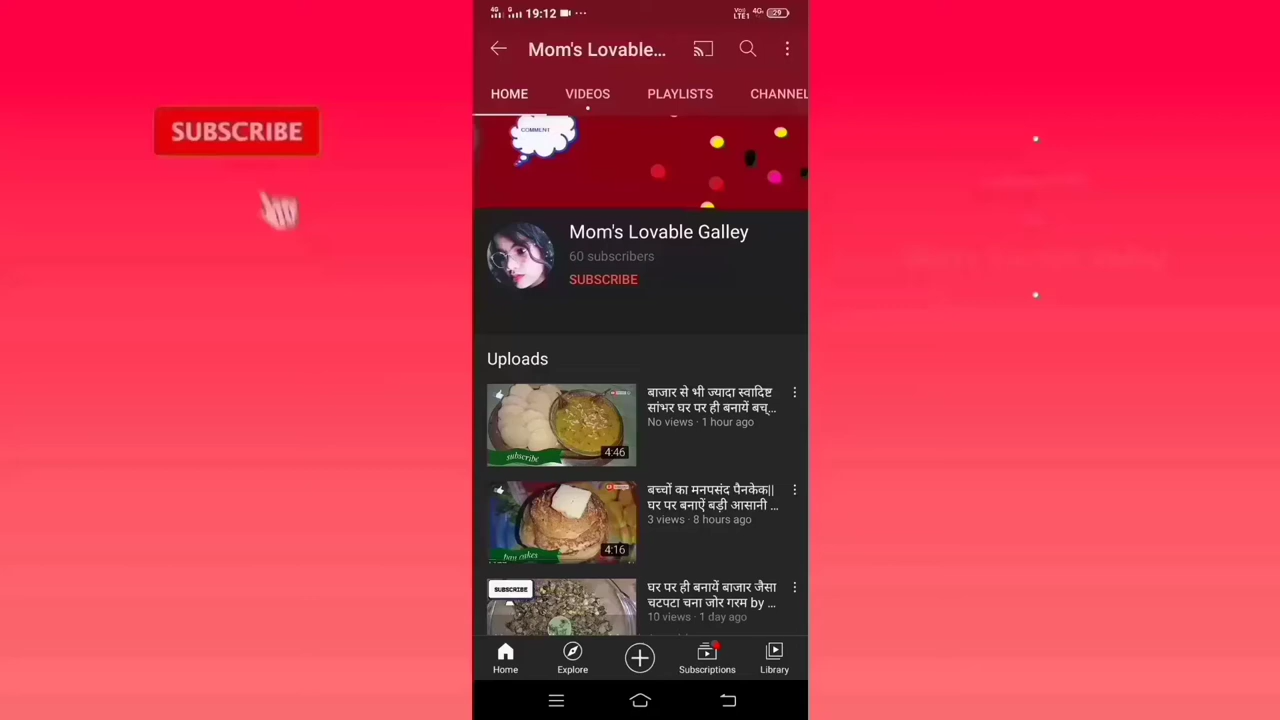 SUBSCRIBE
19:12
29
Mom's Lovable...
HOME
VIDEOS
PLAYLISTS
CHANNEL
COMMENT
Mom's Lovable Galley
60 subscribers
SUBSCRIBE
Uploads
बाजार से भी ज्यादा स्वादिष्ट
सांभर घर पर ही बनायें बच्...
No views · 1 hour ago
subscribe
4:46
बच्चों का मनपसंद पैनकेक||
घर पर बनाऐं बड़ी आसानी ...
3 views · 8 hours ago
4:16
SUBSCRIBE
घर पर ही बनायें बाजार जैसा
चटपटा चना जोर गरम by ...
10 views · 1 day ago
Home
Explore
Subscriptions
Library